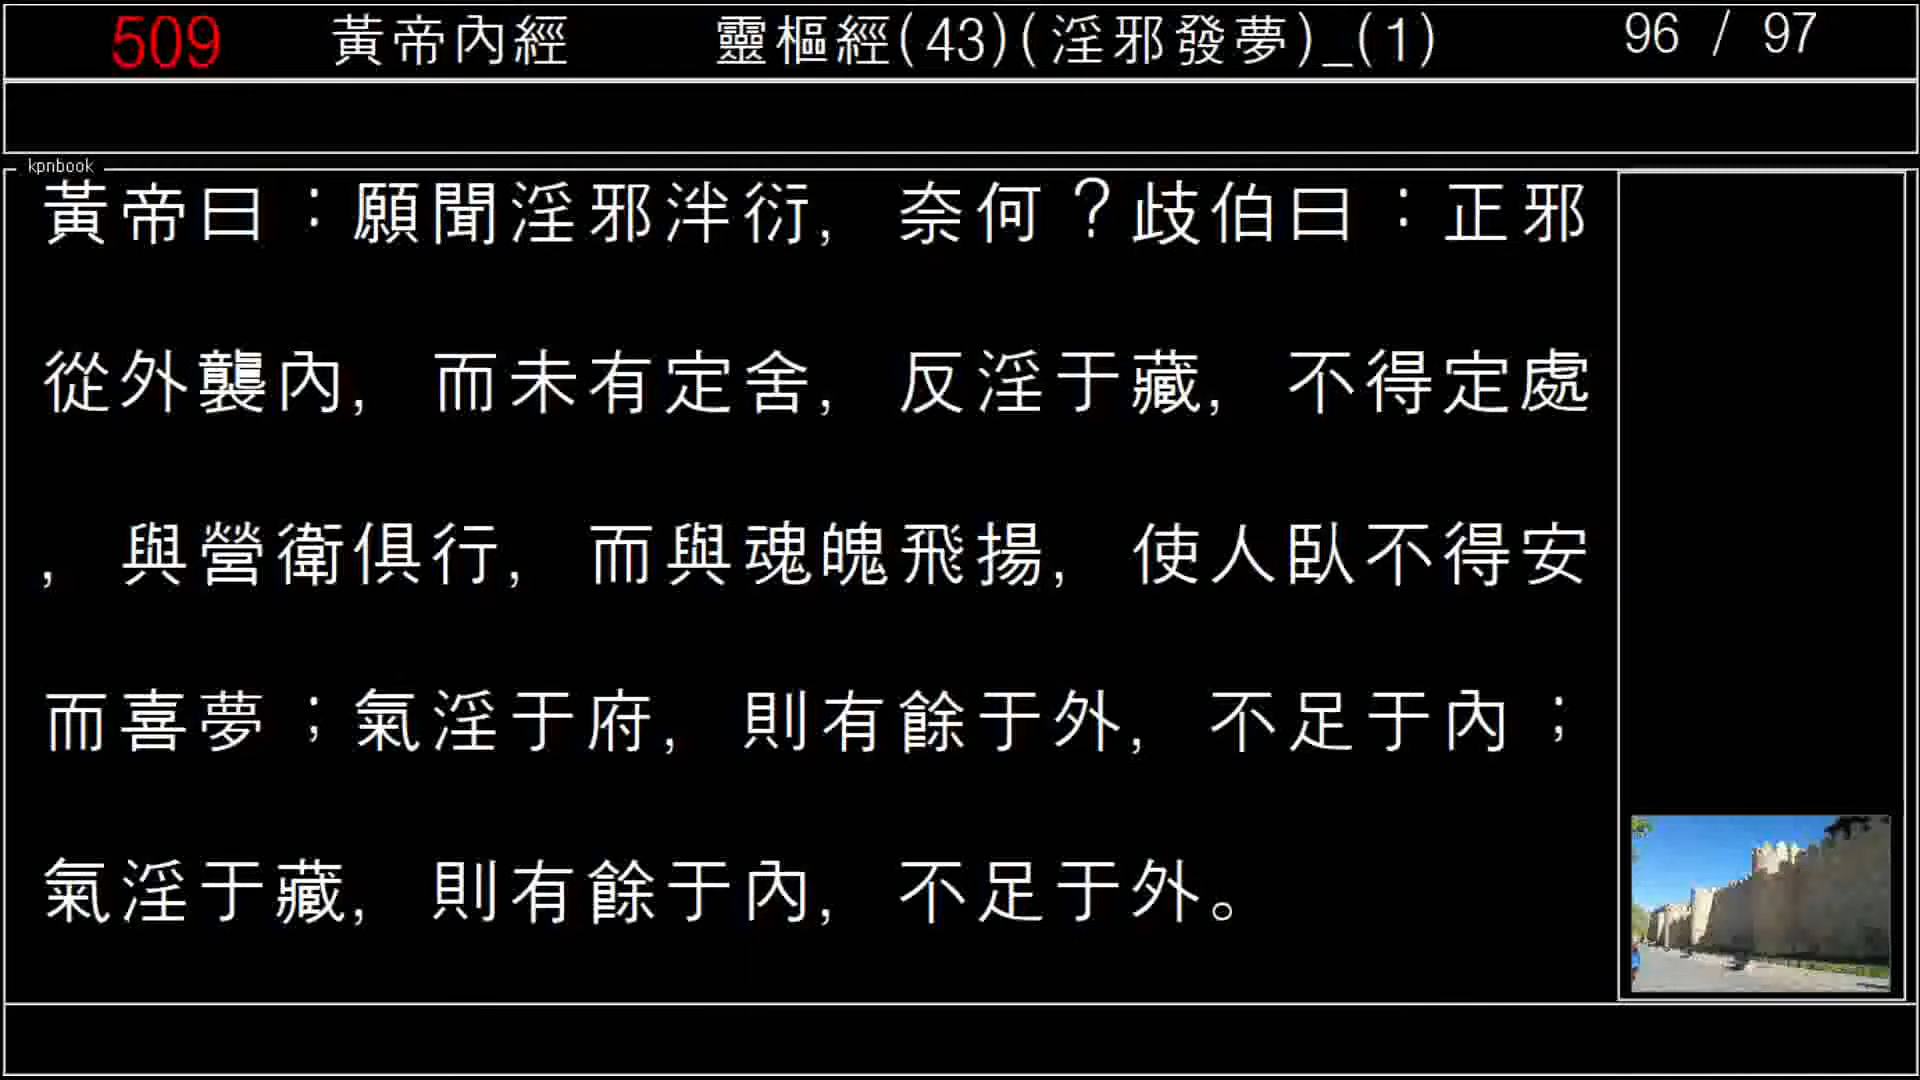 509 黃帝內經 靈樞經(43)(淫邪發夢)_(1) 96 / 97
kpnbook
黃帝曰：願聞淫邪泮衍，奈何？歧伯曰：正邪
從外襲內，而未有定舍，反淫于藏，不得定處
，與營衛俱行，而與魂魄飛揚，使人臥不得安
而喜夢；氣淫于府，則有餘于外，不足于內；
氣淫于藏，則有餘于內，不足于外。